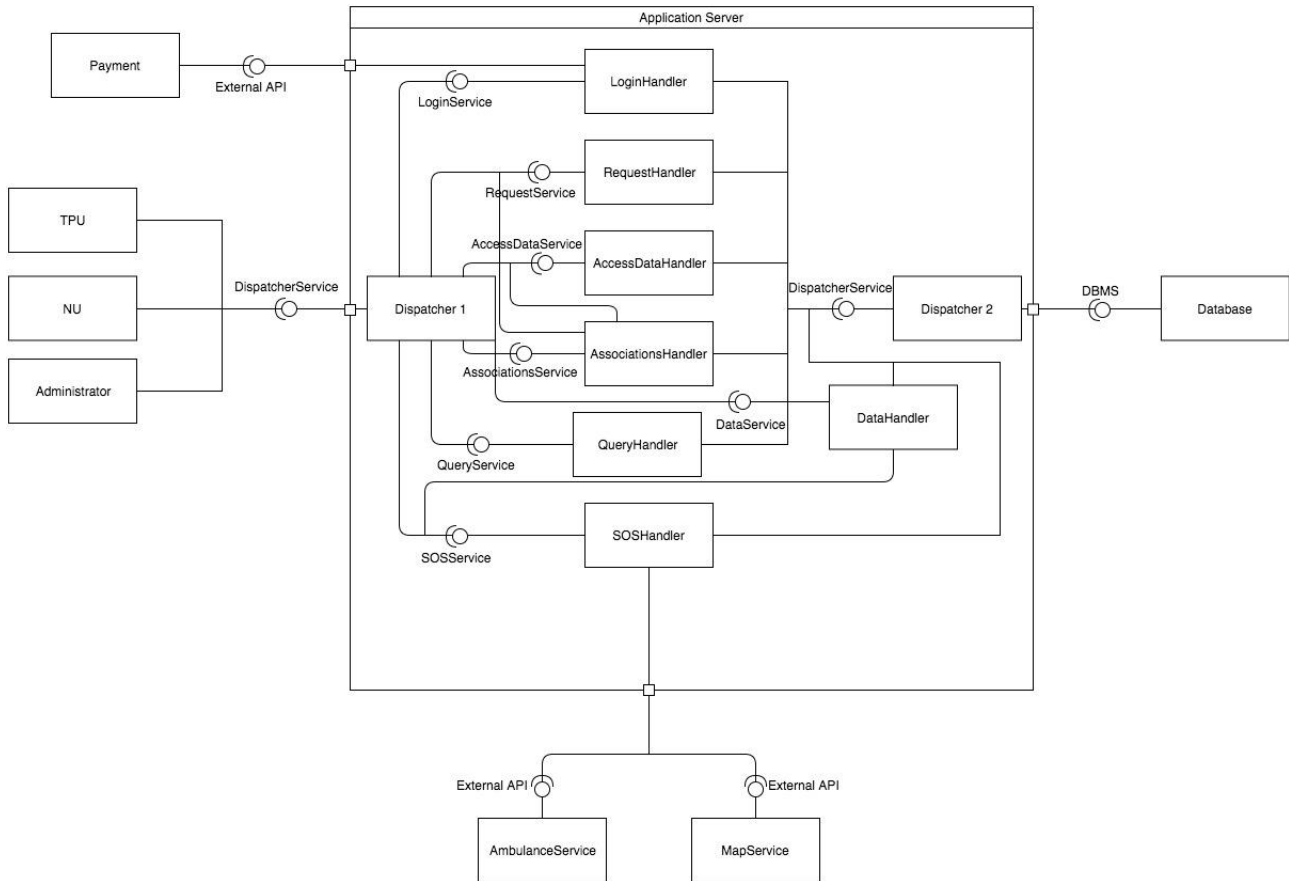 Application Server
Payment
External API
LoginHandler
LoginService
RequestHandler
RequestService
TPU
AccessDataService
AccessDataHandler
NU
DispatcherService
Dispatcher 1
DispatcherService
Dispatcher 2
DBMS
Database
AssociationsHandler
AssociationsService
Administrator
DataService
DataHandler
QueryHandler
QueryService
SOSHandler
SOSService
External API
External API
AmbulanceService
MapService